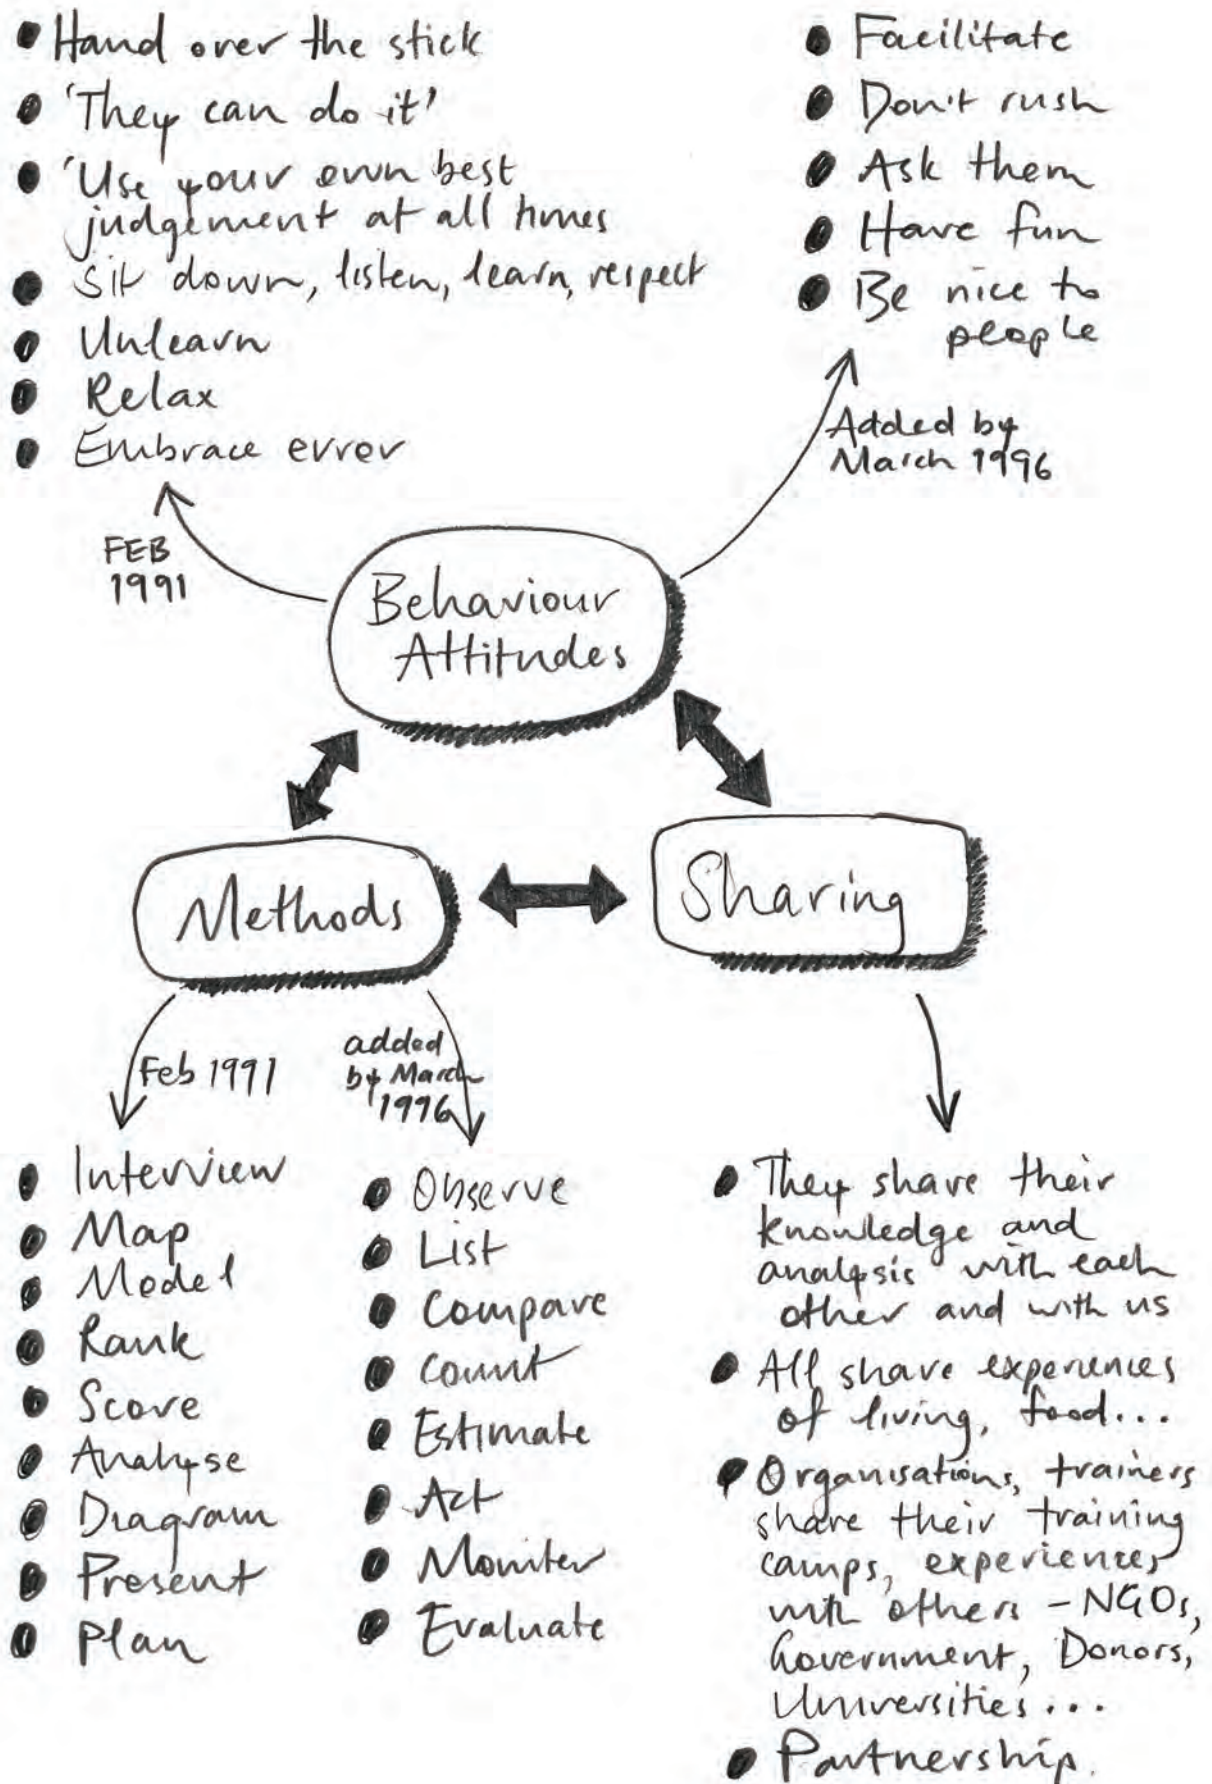 • Hand over the stick
• 'They can do it'
• 'Use your own best
judgement at all times
• Sit down, listen, learn, respect
• Unlearn
• Relax
• Embrace error
• Facilitate
• Don't rush
• Ask them
• Have fun
• Be nice to
people
FEB
1991
Added by
March 1996
Behaviour
Attitudes
Methods
Sharing
Feb 1991
added
by March
1996
• Interview
• Map
• Model
• Rank
• Score
• Analyse
• Diagram
• Present
• Plan
• Observe
• List
• Compare
• Count
• Estimate
• Act
• Moniter
• Evaluate
• They share their
knowledge and
analysis with each
other and with us
• All share experiences
of living, food...
• Organisations, trainers
share their training
camps, experiences
with others - NGOs,
Government, Donors,
Universities...
• Partnership.